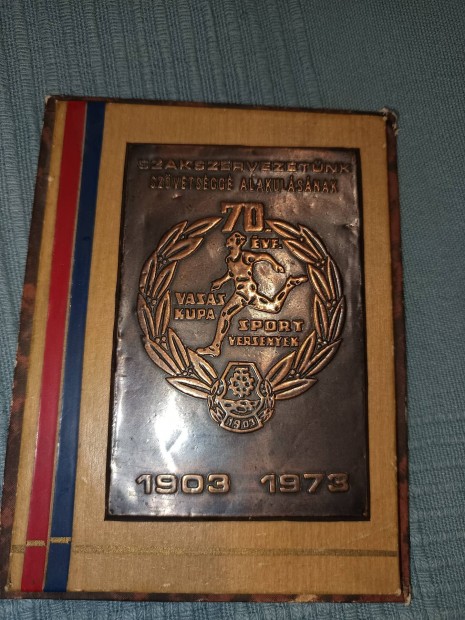 SZAKSZERVEZETÜNK
SZÖVETSÉGGÉ ALAKULÁSÁNAK
70.
ÉVF.
VASAS
KUPA
SPORT
VERSENYEK
1903
1903 1973